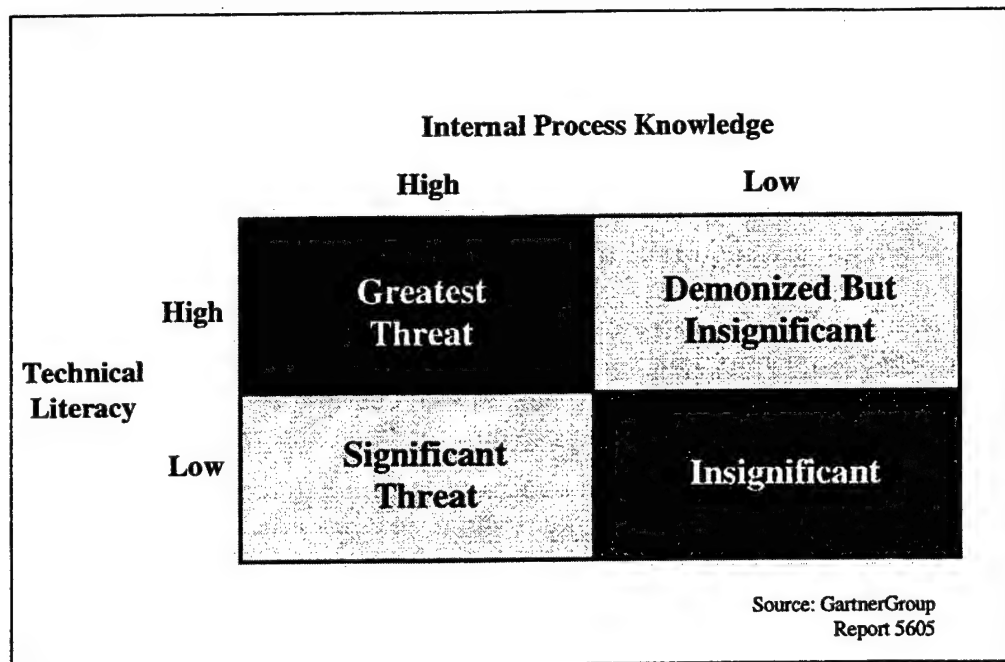 Internal Process Knowledge
High
Low
High
Greatest
Threat
Demonized But
Insignificant
Technical
Literacy
Low
Significant
Threat
Insignificant
Source: GartnerGroup
Report 5605